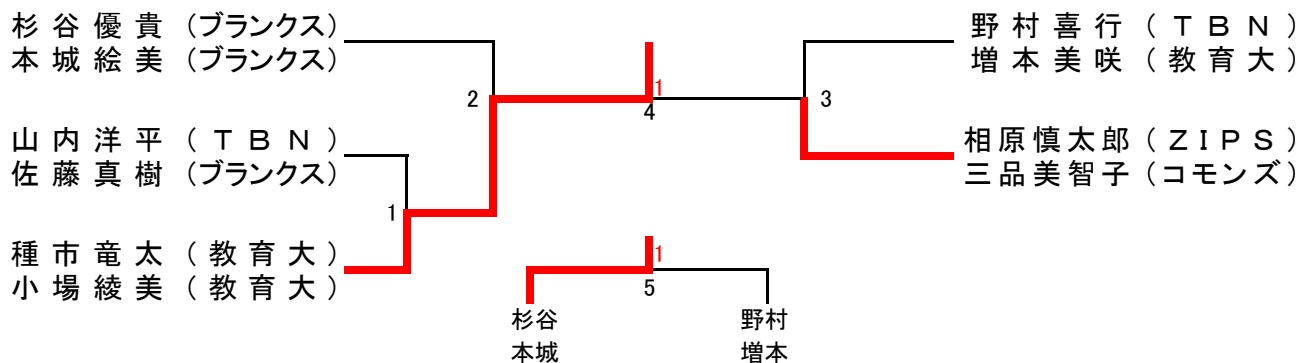 杉谷優貴（ブランクス）
本城絵美（ブランクス）
山内洋平（ＴＢＮ）
佐藤真樹（ブランクス）
種市竜太（教育大）
小場綾美（教育大）
2
1
1
4
3
野村喜行（ＴＢＮ）
増本美咲（教育大）
相原慎太郎（ＺＩＰＳ）
三品美智子（コモンズ）
1
5
杉谷
本城
野村
増本